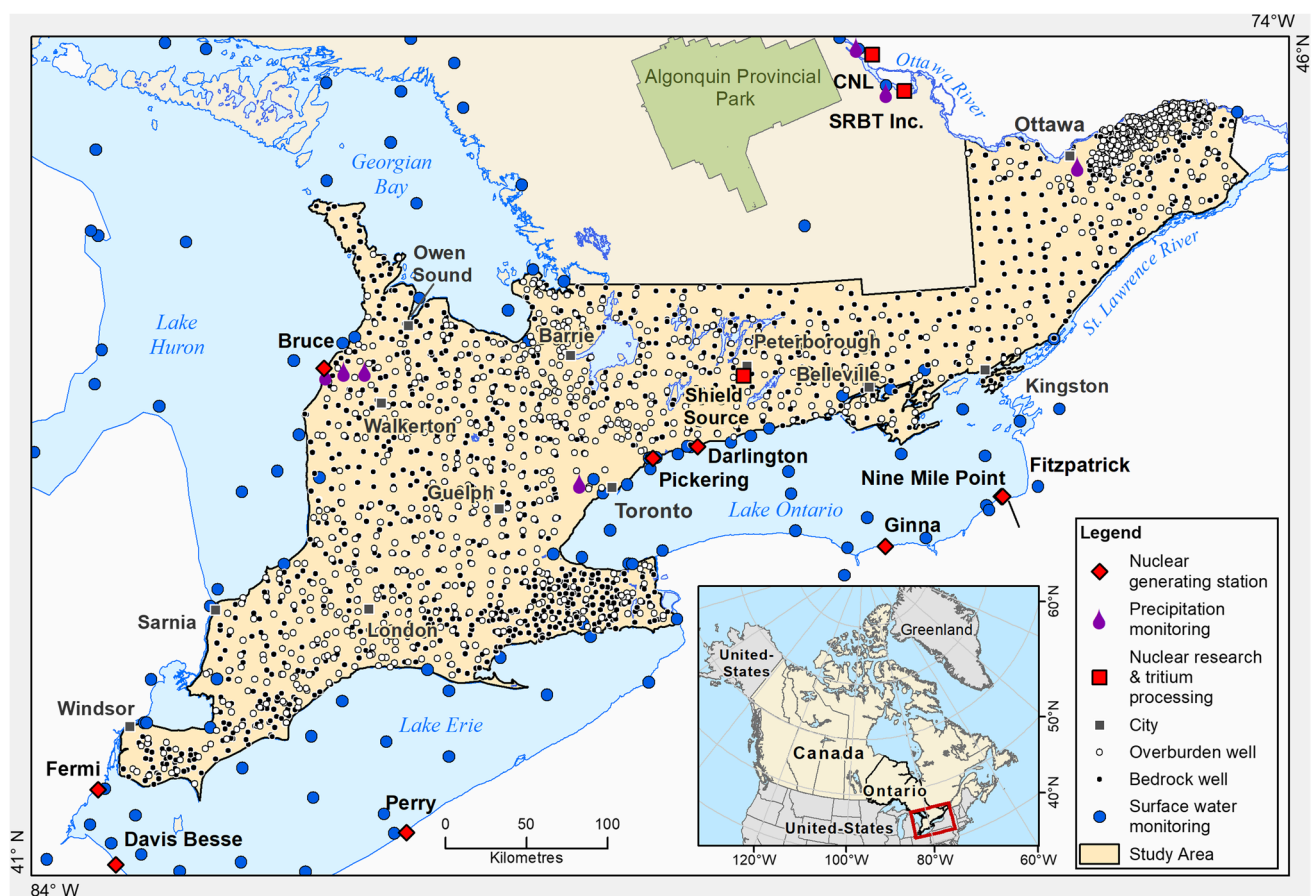 74°W
46°N
Algonquin Provincial
Park
CNL
Ottawa River
SRBT Inc.
Ottawa
Georgian
Bay
Owen
Sound
St. Lawrence River
Lake
Huron
Bruce
Barrie
Peterborough
Belleville
Shield
Source
Kingston
Walkerton
Darlington
Pickering
Nine Mile Point
Fitzpatrick
Guelph
Toronto
Lake Ontario
Ginna
Sarnia
London
Windsor
Lake Erie
Fermi
Perry
Davis Besse
0 50 100
Kilometres
41° N
84° W
Legend
Nuclear
generating station
Precipitation
monitoring
Nuclear research
& tritium
processing
City
Overburden well
Bedrock well
Surface water
monitoring
Study Area
Greenland
United-
States
Canada
Ontario
United-States
60°N
50°N
40°N
120°W 100°W 80°W 60°W